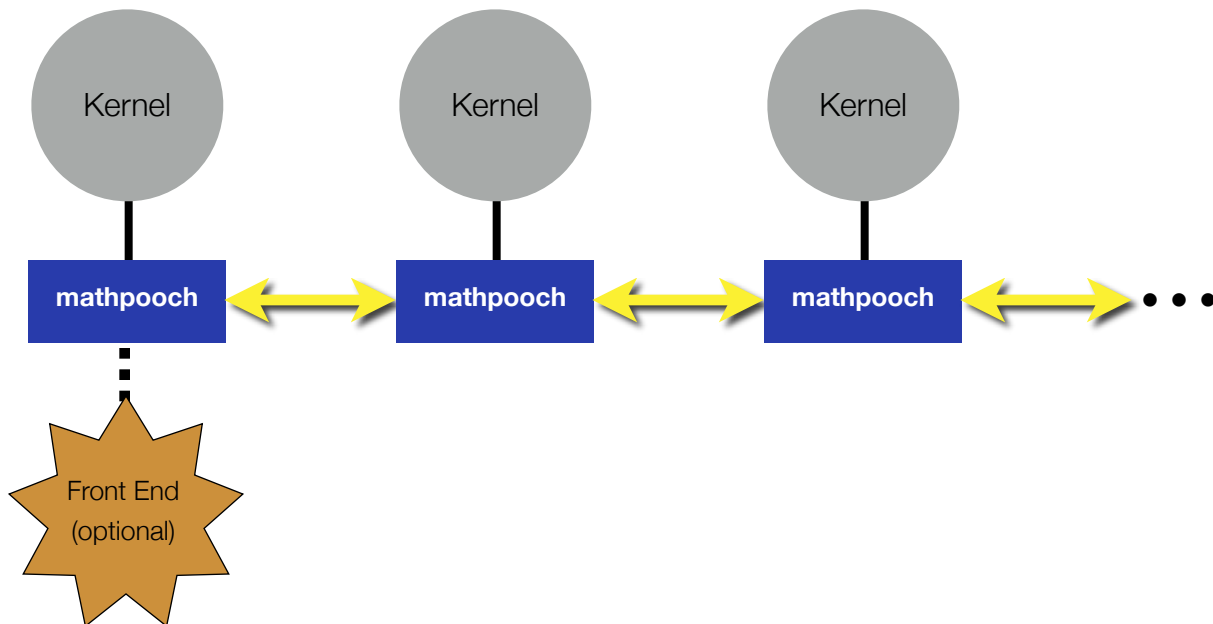 Kernel
Kernel
Kernel
mathpooch
mathpooch
mathpooch
Front End
(optional)